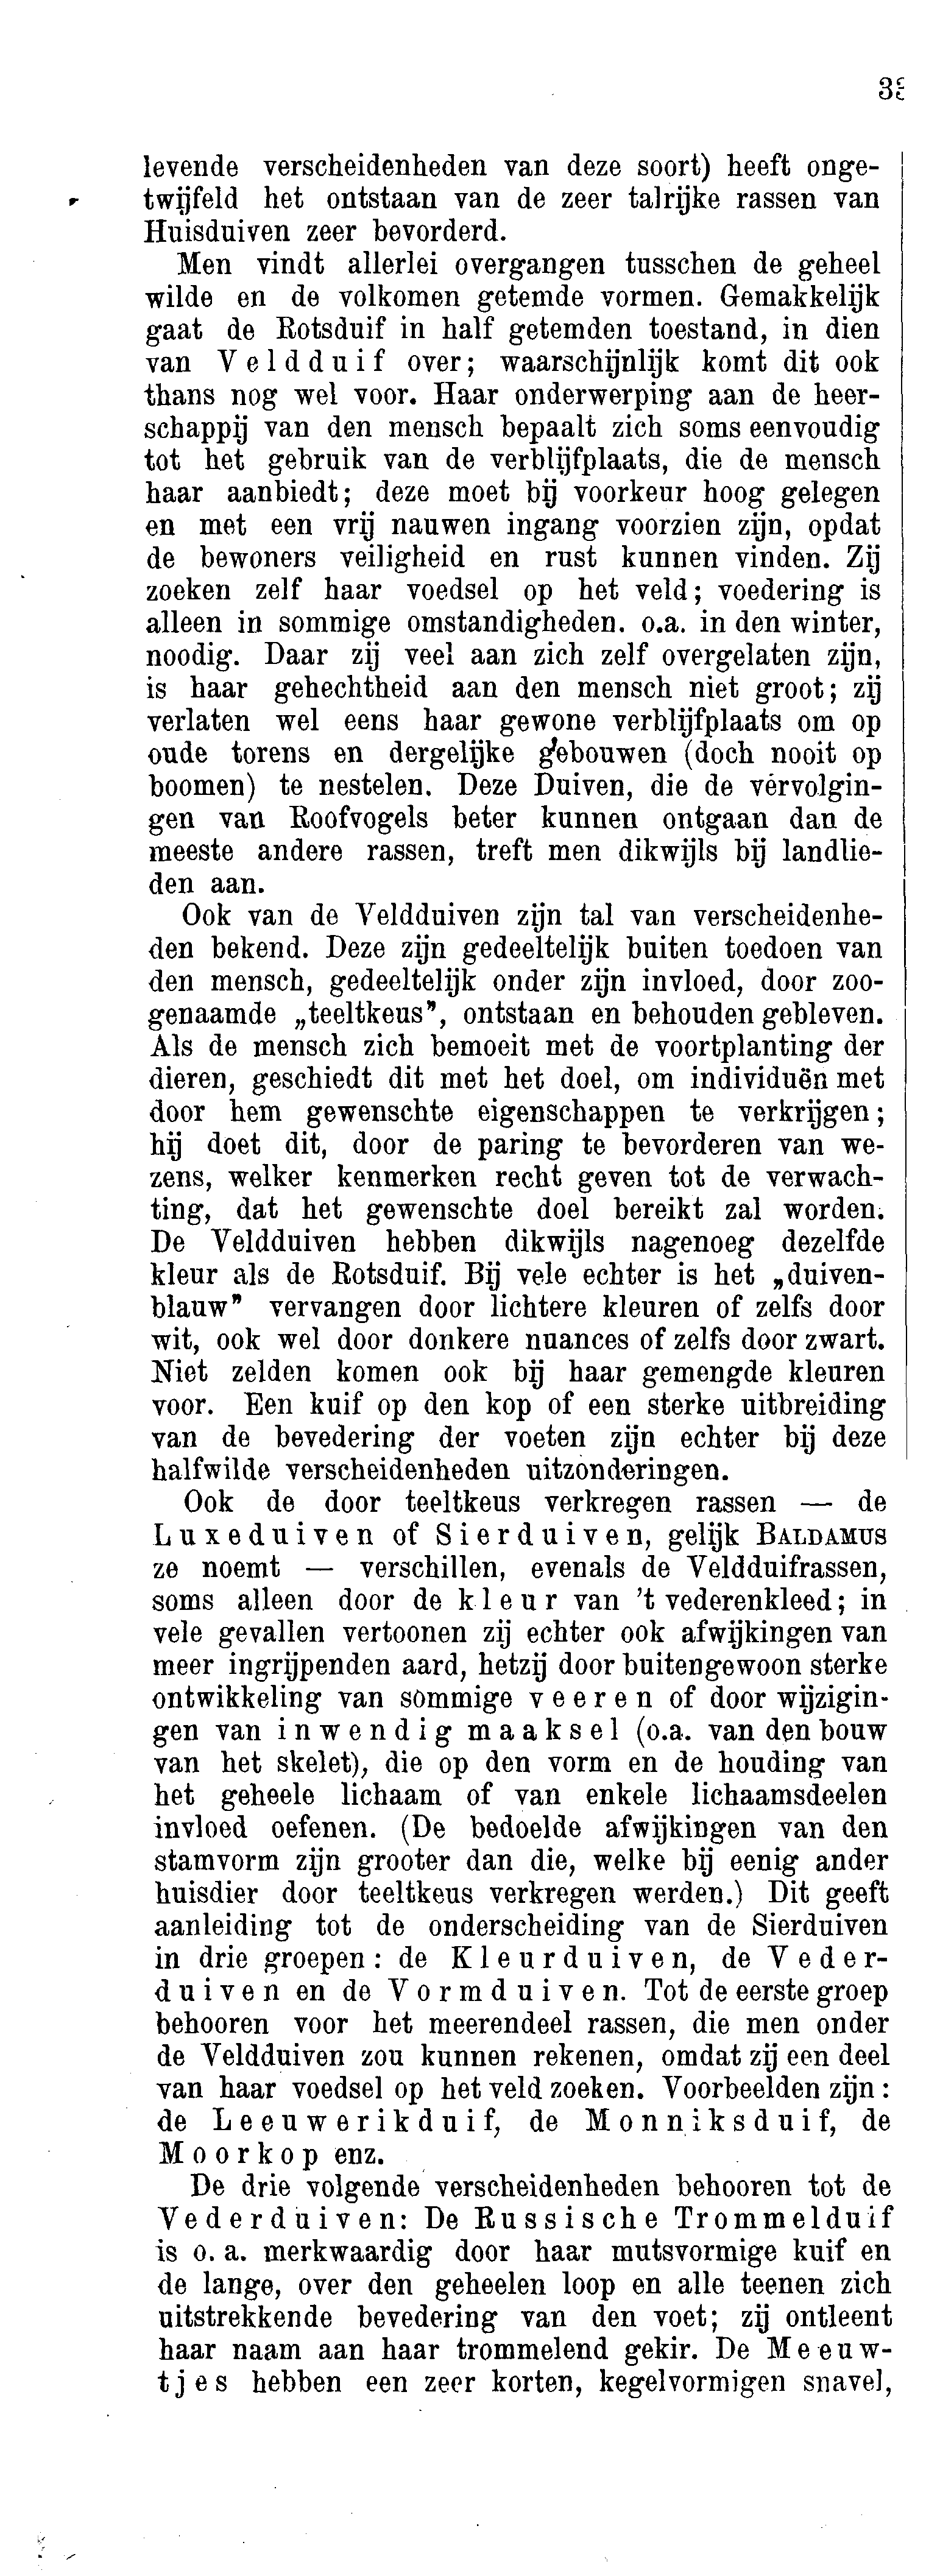 levende verscheidenheden van deze soort) heeft onge-
twijfeld het ontstaan van de zeer talrijke rassen van
Huisduiven zeer bevorderd.
Men vindt allerlei overgangen tusschen de geheel
wilde en de volkomen getemde vormen. Gemakkelijk
gaat de Rotsduif in half getemden toestand, in dien
van Veldduif over; waarschijnlijk komt dit ook
thans nog wel voor. Haar onderwerping aan de heer-
schappij van den mensch bepaalt zich soms eenvoudig
tot het gebruik van de verblijfplaats, die de mensch
haar aanbiedt; deze moet bij voorkeur hoog gelegen
en met een vrij nauwen ingang voorzien zijn, opdat
de bewoners veiligheid en rust kunnen vinden. Zij
zoeken zelf haar voedsel op het veld; voedering is
alleen in sommige omstandigheden. o.a. in den winter,
noodig. Daar zij veel aan zich zelf overgelaten zijn,
is haar gehechtheid aan den mensch niet groot; zij
verlaten wel eens haar gewone verblijfplaats om op
oude torens en dergelijke gebouwen (doch nooit op
boomen) te nestelen. Deze Duiven, die de vervolgin-
gen van Roofvogels beter kunnen ontgaan dan de
meeste andere rassen, treft men dikwijls bij landlie-
den aan.
Ook van de Veldduiven zijn tal van verscheidenhe-
den bekend. Deze zijn gedeeltelijk buiten toedoen van
den mensch, gedeeltelijk onder zijn invloed, door zoo-
genaamde „teeltkeus”, ontstaan en behouden gebleven.
Als de mensch zich bemoeit met de voortplanting der
dieren, geschiedt dit met het doel, om individuën met
door hem gewenschte eigenschappen te verkrijgen;
hij doet dit, door de paring te bevorderen van we-
zens, welker kenmerken recht geven tot de verwach-
ting, dat het gewenschte doel bereikt zal worden.
De Veldduiven hebben dikwijls nagenoeg dezelfde
kleur als de Rotsduif. Bij vele echter is het „duiven-
blauw” vervangen door lichtere kleuren of zelfs door
wit, ook wel door donkere nuances of zelfs door zwart.
Niet zelden komen ook bij haar gemengde kleuren
voor. Een kuif op den kop of een sterke uitbreiding
van de bevedering der voeten zijn echter bij deze
halfwilde verscheidenheden uitzonderingen.
Ook de door teeltkeus verkregen rassen — de
Luxeduiven of Sierduiven, gelijk BALDAMUS
ze noemt — verschillen, evenals de Veldduifrassen,
soms alleen door de kleur van 't vederenkleed; in
vele gevallen vertoonen zij echter ook afwijkingen van
meer ingrijpenden aard, hetzij door buitengewoon sterke
ontwikkeling van sommige veeren of door wijzigin-
gen van inwendig maaksel (o.a. van den bouw
van het skelet), die op den vorm en de houding van
het geheele lichaam of van enkele lichaamsdeelen
invloed oefenen. (De bedoelde afwijkingen van den
stamvorm zijn grooter dan die, welke bij eenig ander
huisdier door teeltkeus verkregen werden.) Dit geeft
aanleiding tot de onderscheiding van de Sierduiven
in drie groepen: de Kleurduiven, de Veder-
duiven en de Vormduiven. Tot de eerste groep
behooren voor het meerendeel rassen, die men onder
de Veldduiven zou kunnen rekenen, omdat zij een deel
van haar voedsel op het veld zoeken. Voorbeelden zijn:
de Leeuwerikduif, de Monniksduif, de
Moorkop enz.
De drie volgende verscheidenheden behooren tot de
Vederduiven: De Russische Trommelduif
is o. a. merkwaardig door haar mutsvormige kuif en
de lange, over den geheelen loop en alle teenen zich
uitstrekkende bevedering van den voet; zij ontleent
haar naam aan haar trommelend gekir. De Meeuw-
tjes hebben een zeer korten, kegelvormigen snavel,